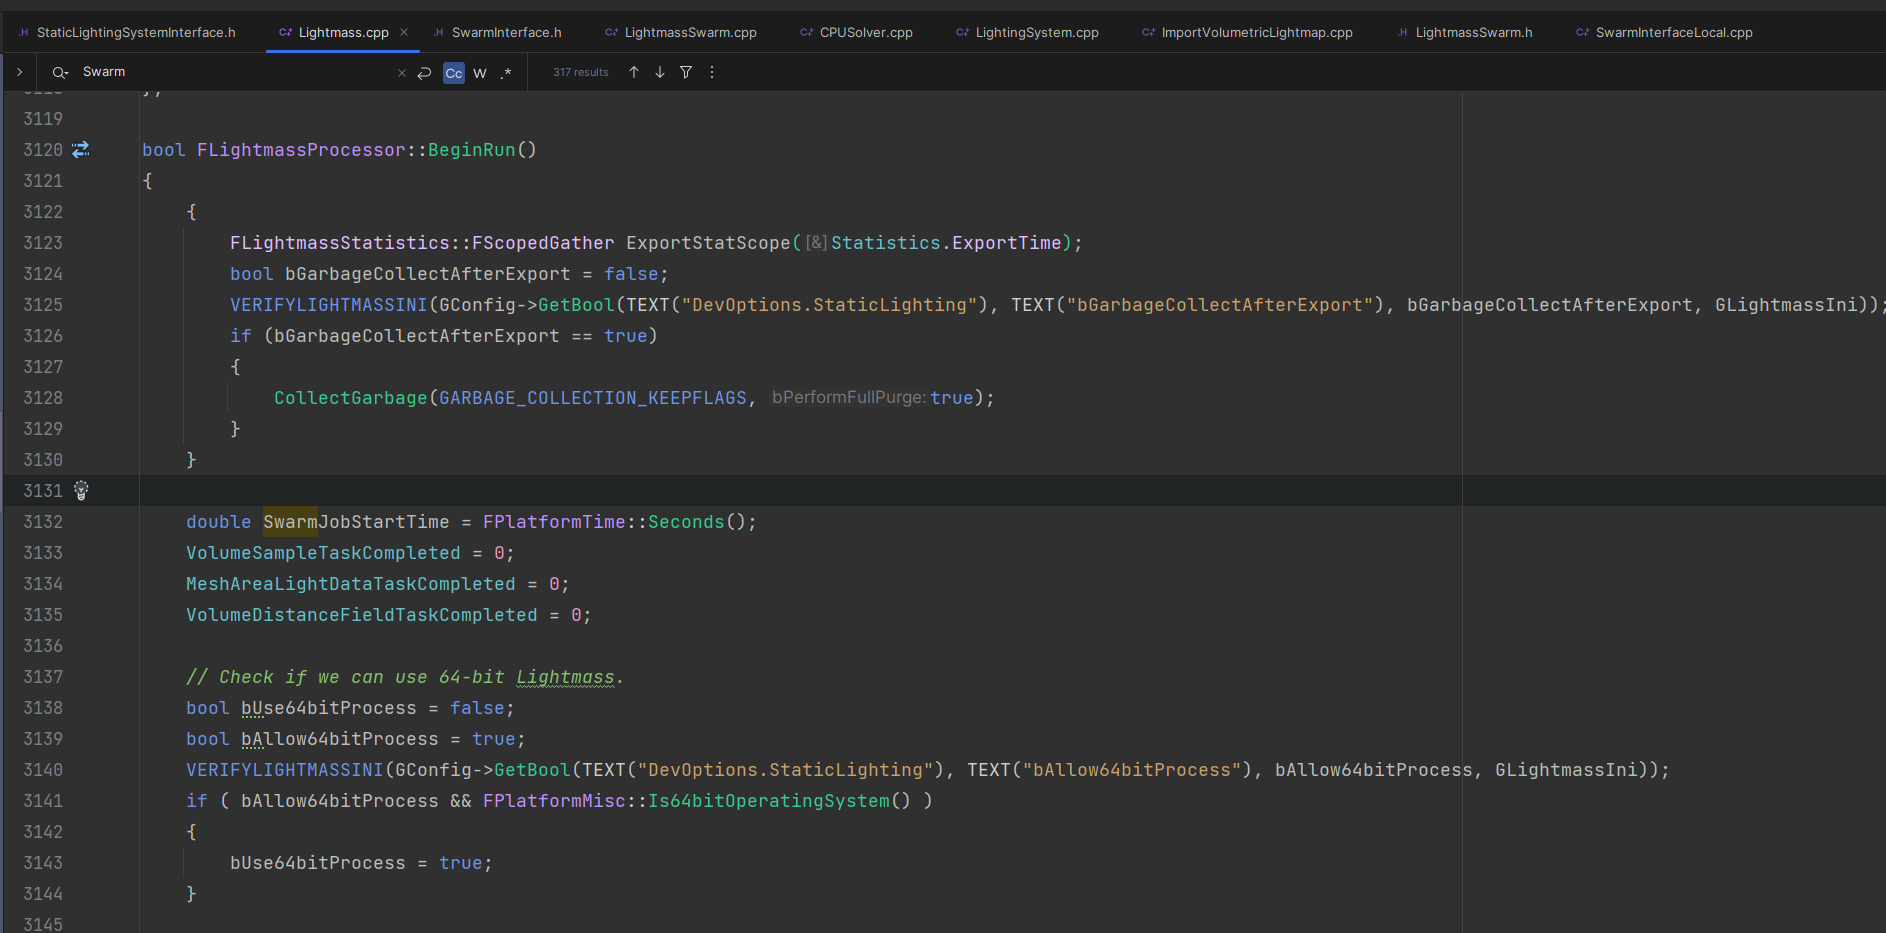 StaticLightingSystemInterface.h Lightmass.cpp SwarmInterface.h LightmassSwarm.cpp CPUSolver.cpp LightingSystem.cpp ImportVolumetricLightmap.cpp LightmassSwarm.h SwarmInterfaceLocal.cpp
Swarm Cc W .* 317 results
3119
3120 bool FLightmassProcessor::BeginRun()
3121 {
3122 {
3123 FLightmassStatistics::FScopedGather ExportStatScope([&]Statistics.ExportTime);
3124 bool bGarbageCollectAfterExport = false;
3125 VERIFYLIGHTMASSINI(GConfig->GetBool(TEXT("DevOptions.StaticLighting"), TEXT("bGarbageCollectAfterExport"), bGarbageCollectAfterExport, GLightmassIni));
3126 if (bGarbageCollectAfterExport == true)
3127 {
3128 CollectGarbage(GARBAGE_COLLECTION_KEEPFLAGS, bPerformFullPurge: true);
3129 }
3130 }
3131
3132 double SwarmJobStartTime = FPlatformTime::Seconds();
3133 VolumeSampleTaskCompleted = 0;
3134 MeshAreaLightDataTaskCompleted = 0;
3135 VolumeDistanceFieldTaskCompleted = 0;
3136
3137 // Check if we can use 64-bit Lightmass.
3138 bool bUse64bitProcess = false;
3139 bool bAllow64bitProcess = true;
3140 VERIFYLIGHTMASSINI(GConfig->GetBool(TEXT("DevOptions.StaticLighting"), TEXT("bAllow64bitProcess"), bAllow64bitProcess, GLightmassIni));
3141 if ( bAllow64bitProcess && FPlatformMisc::Is64bitOperatingSystem() )
3142 {
3143 bUse64bitProcess = true;
3144 }
3145